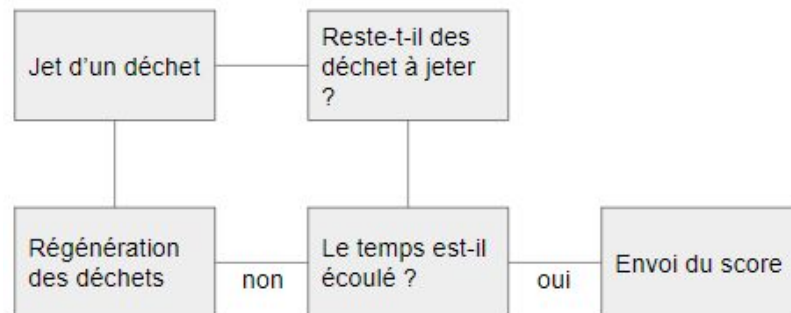 Jet d'un déchet
Reste-t-il des
déchet à jeter
?
Régénération
des déchets
non
Le temps est-il
écoulé ?
oui
Envoi du score